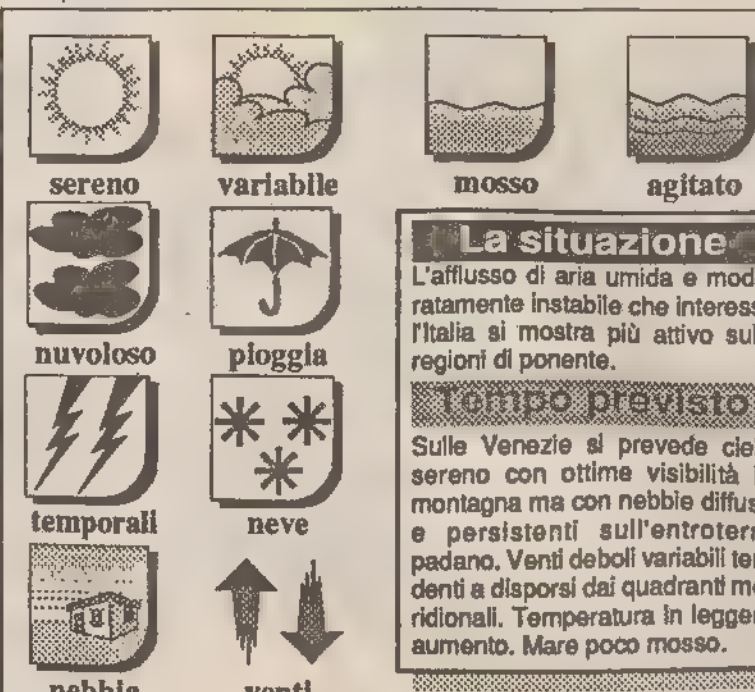 sereno variabile mosso agitato
nuvoloso pioggia
temporali neve
nebbia venti
La situazione
L'afflusso di aria umida e mod
ratamente instabile che interess
l'Italia si mostra più attivo sul
regioni di ponente.
Tempo previsto
Sulle Venezie si prevede cie
sereno con ottime visibilità
montagna ma con nebbie diffus
e persistenti sull'entroterr
padano. Venti deboli variabili ten
denti a disporsi dai quadranti me
ridionali. Temperatura in legger
aumento. Mare poco mosso.